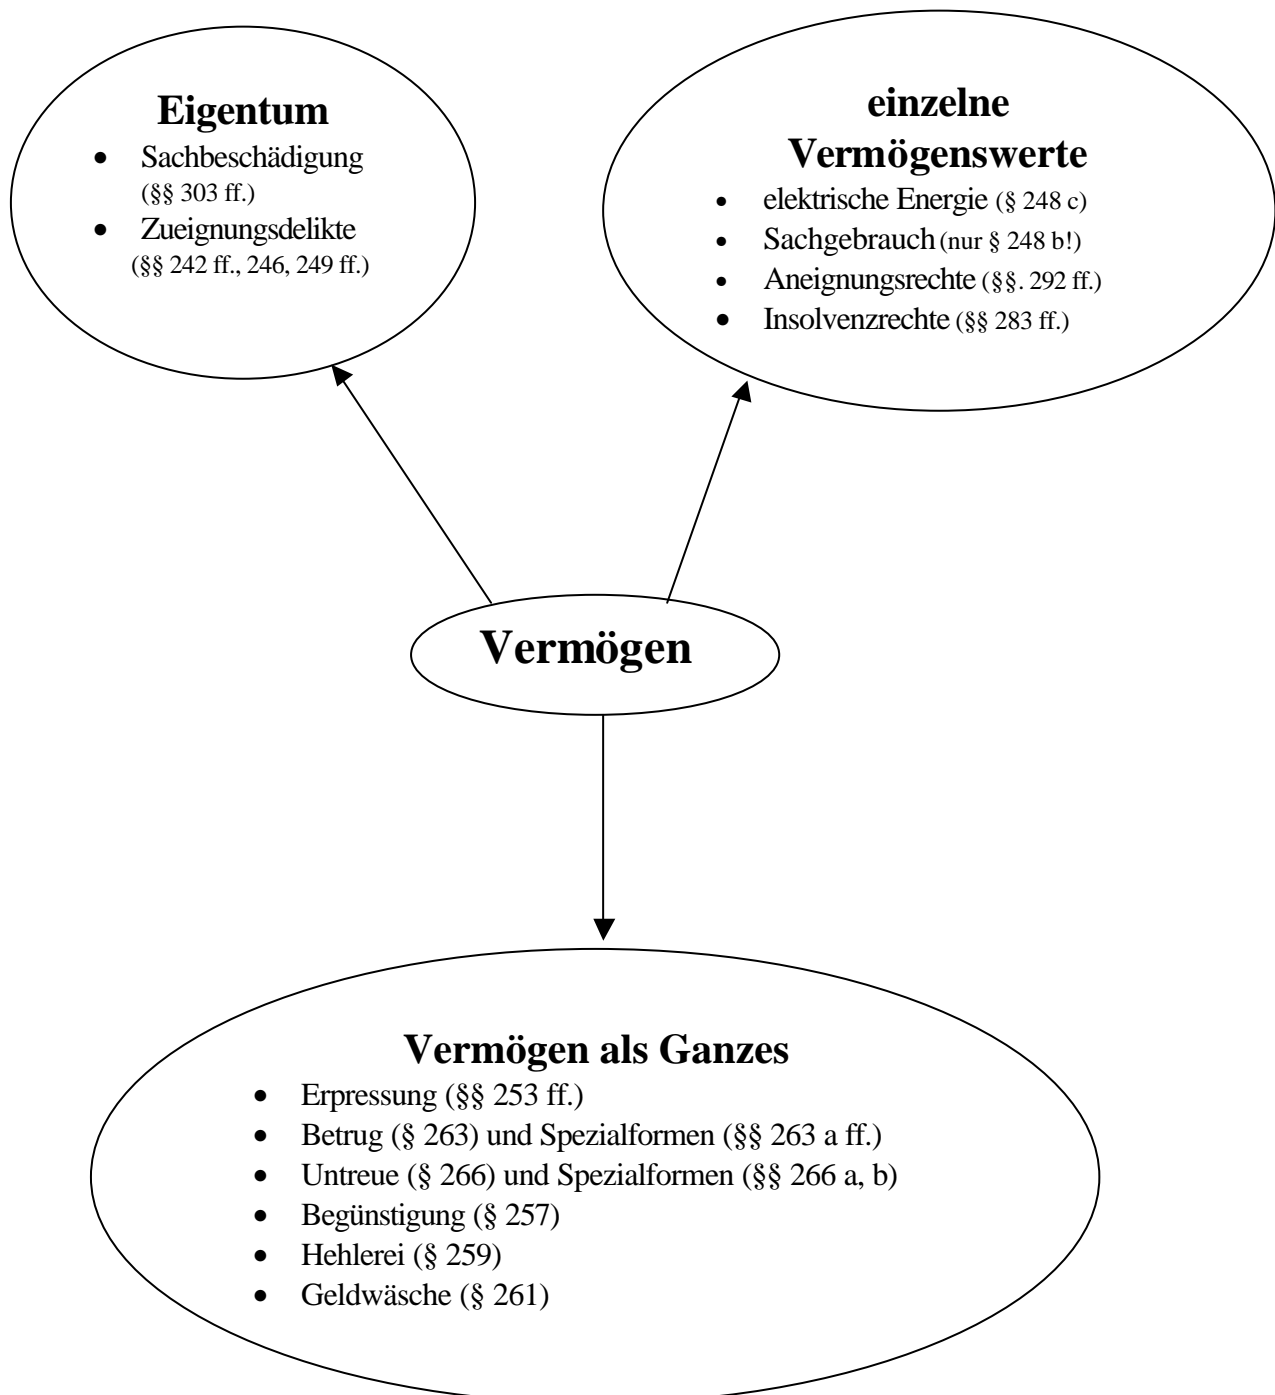 Eigentum
• Sachbeschädigung
(§§ 303 ff.)
• Zueignungsdelikte
(§§ 242 ff., 246, 249 ff.)
einzelne
Vermögenswerte
• elektrische Energie (§ 248 c)
• Sachgebrauch (nur § 248 b!)
• Aneignungsrechte (§§. 292 ff.)
• Insolvenzrechte (§§ 283 ff.)
Vermögen
Vermögen als Ganzes
• Erpressung (§§ 253 ff.)
• Betrug (§ 263) und Spezialformen (§§ 263 a ff.)
• Untreue (§ 266) und Spezialformen (§§ 266 a, b)
• Begünstigung (§ 257)
• Hehlerei (§ 259)
• Geldwäsche (§ 261)